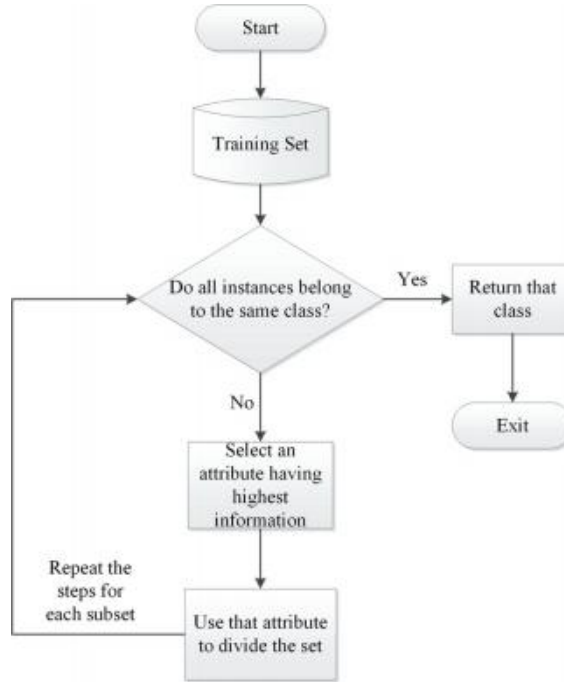 Start
Training Set
Do all instances belong
to the same class?
Yes
Return that
class
Exit
No
Select an
attribute having
highest
information
Use that attribute
to divide the set
Repeat the
steps for
each subset